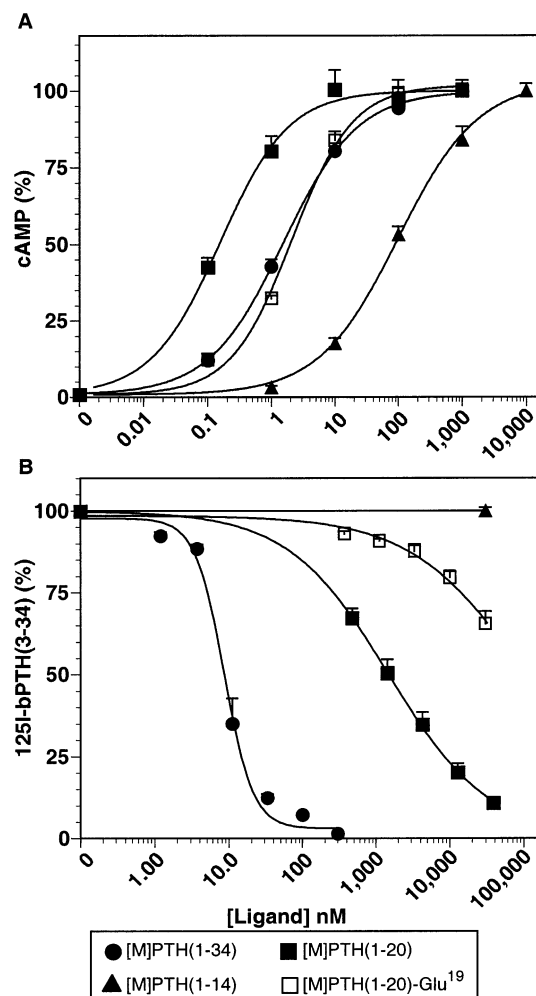 A
100
75
50
25
0
cAMP (%)
0 0.01 0.1 1 10 100 1,000 10,000
B
100
75
50
25
0
125I-bPTH(3-34) (%)
0 1.00 10.0 100 1,000 10,000 100,000
[Ligand] nM
[M]PTH(1-34) [M]PTH(1-20)
[M]PTH(1-14) [M]PTH(1-20)-Glu¹⁹